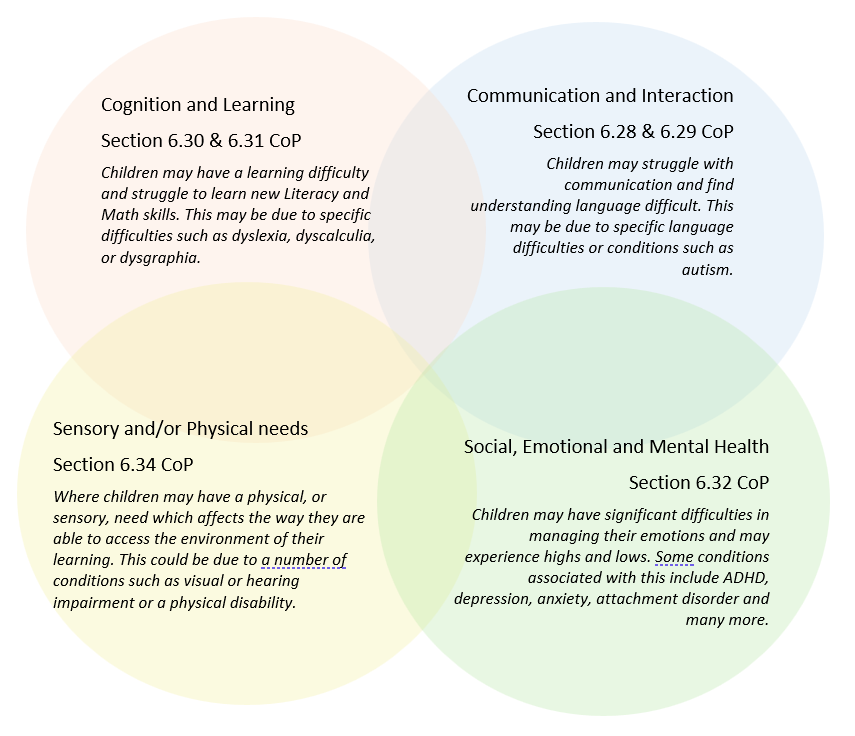 Cognition and Learning
Section 6.30 & 6.31 CoP
Children may have a learning difficulty
and struggle to learn new Literacy and
Math skills. This may be due to specific
difficulties such as dyslexia, dyscalculia,
or dysgraphia.
Communication and Interaction
Section 6.28 & 6.29 CoP
Children may struggle with
communication and find
understanding language difficult. This
may be due to specific language
difficulties or conditions such as
autism.
Sensory and/or Physical needs
Section 6.34 CoP
Where children may have a physical, or
sensory, need which affects the way they are
able to access the environment of their
learning. This could be due to a number of
conditions such as visual or hearing
impairment or a physical disability.
Social, Emotional and Mental Health
Section 6.32 CoP
Children may have significant difficulties in
managing their emotions and may
experience highs and lows. Some conditions
associated with this include ADHD,
depression, anxiety, attachment disorder and
many more.